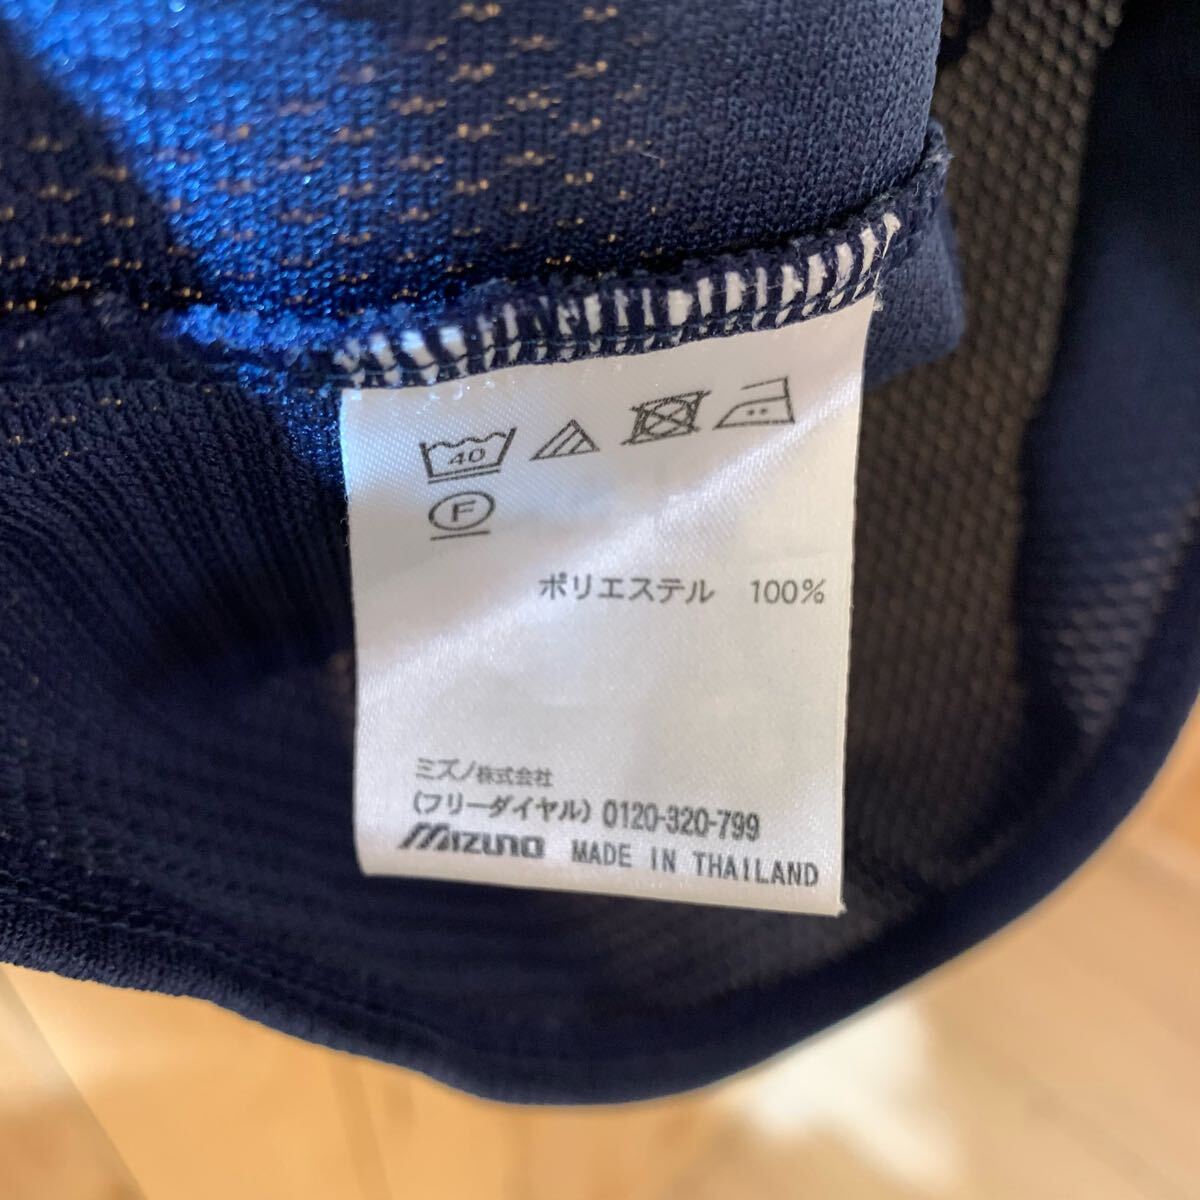 40
F
ポリエステル 100%
ミズノ株式会社
(フリーダイヤル) 0120-320-799
MIZUNO MADE IN THAILAND